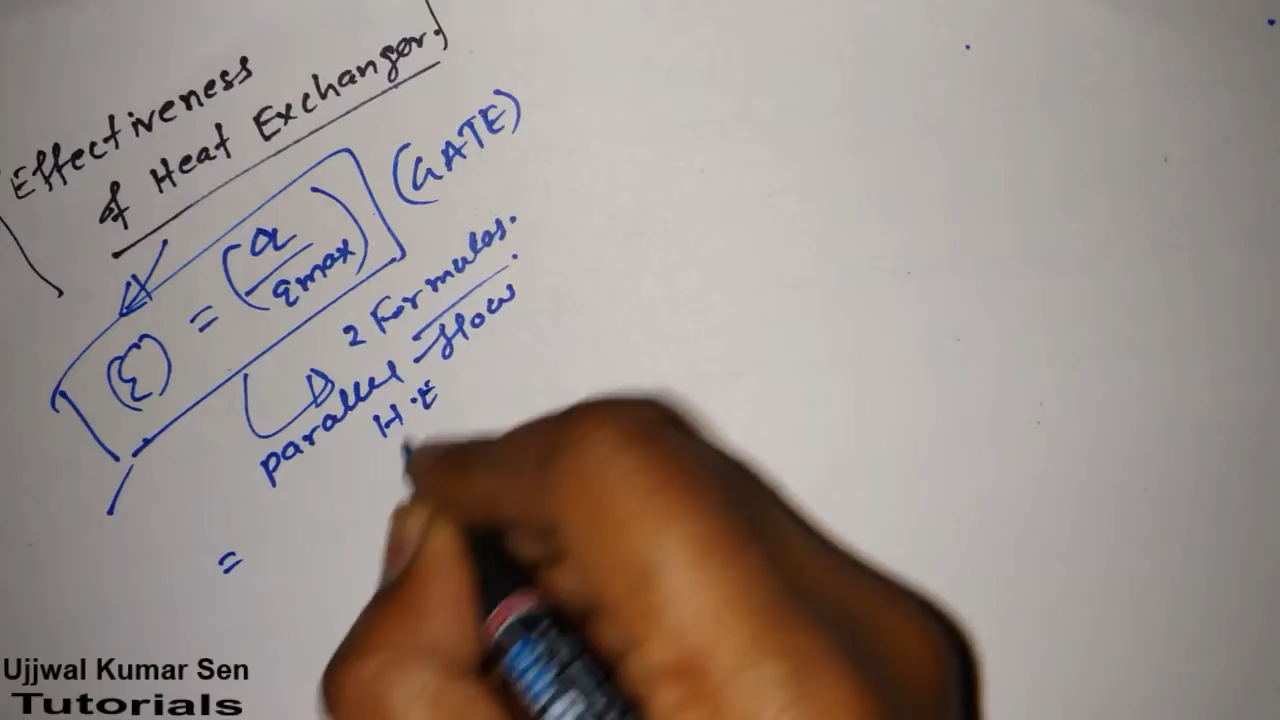 Effectiveness
of Heat Exchanger.
(GATE)
(ε) = (Q / qmax)
2 Formulas.
parallel flow
H.E
=
Ujjwal Kumar Sen
Tutorials